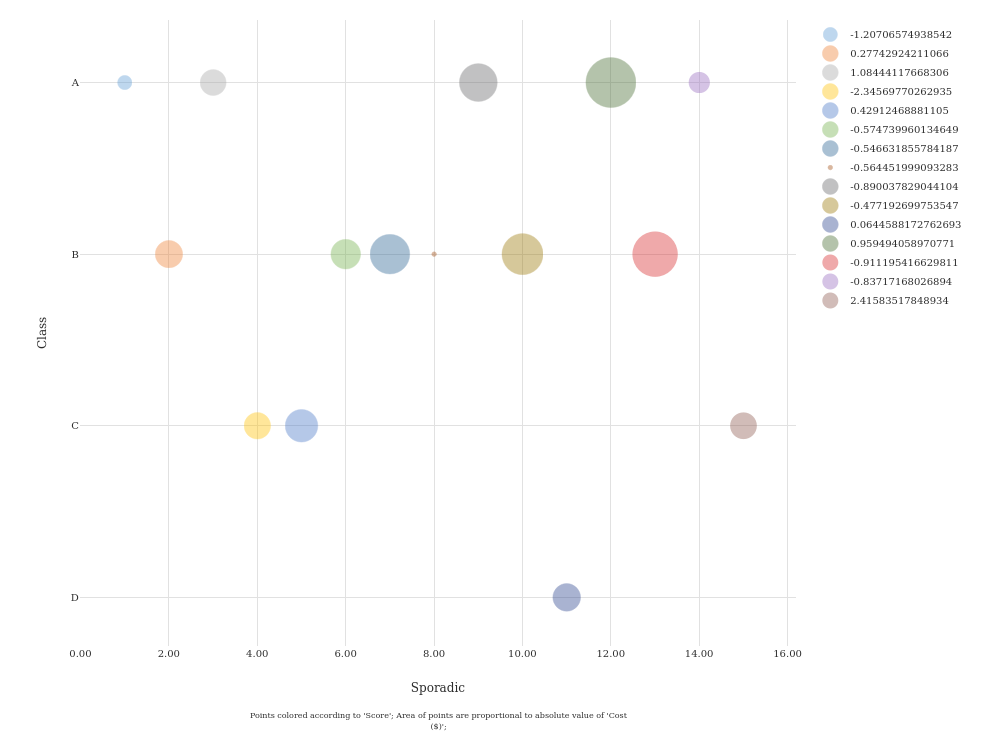 -1.20706574938542
0.27742924211066
1.08444117668306
-2.34569770262935
0.42912468881105
-0.574739960134649
-0.546631855784187
-0.564451999093283
-0.890037829044104
-0.477192699753547
0.0644588172762693
0.959494058970771
-0.911195416629811
-0.83717168026894
2.41583517848934
A
B
Class
C
D
0.00 2.00 4.00 6.00 8.00 10.00 12.00 14.00 16.00
Sporadic
Points colored according to 'Score'; Area of points are proportional to absolute value of 'Cost
($)';